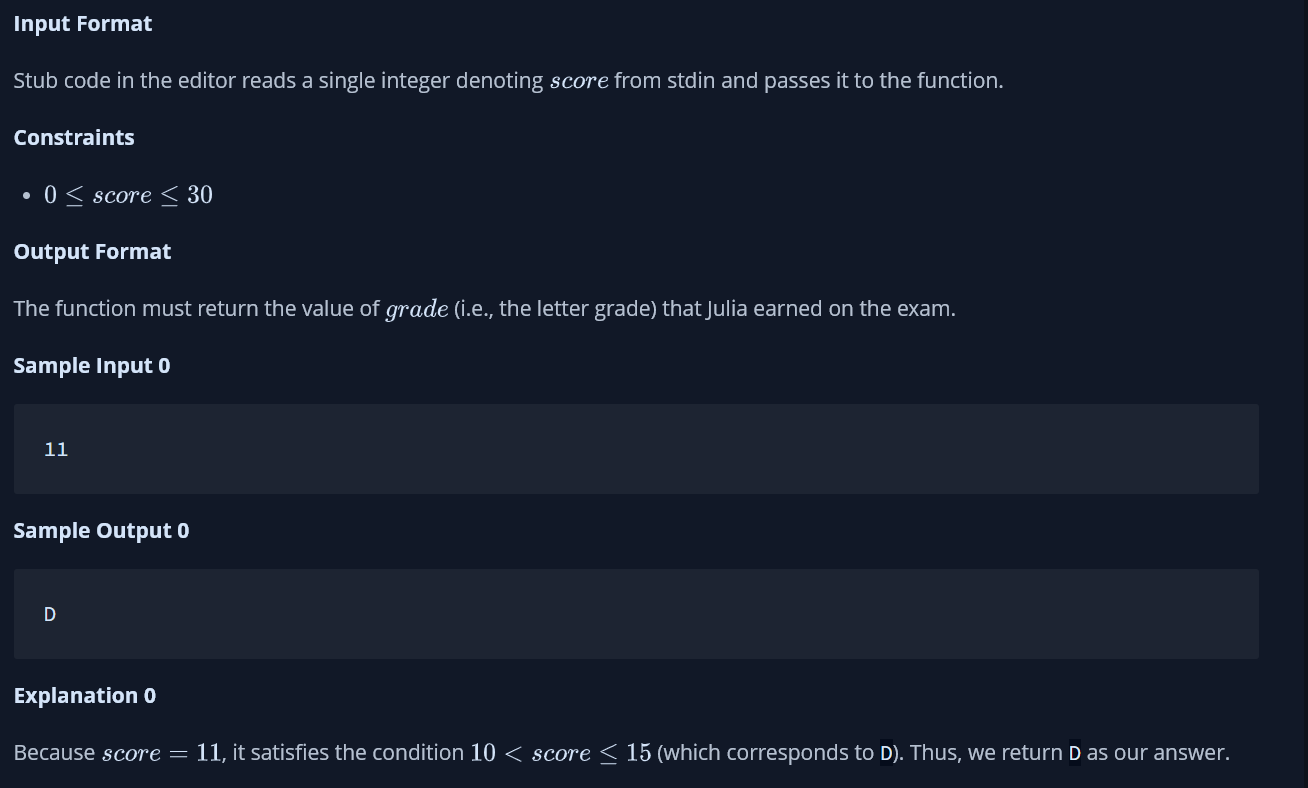 Input Format
Stub code in the editor reads a single integer denoting score from stdin and passes it to the function.
Constraints
• 0 ≤ score ≤ 30
Output Format
The function must return the value of grade (i.e., the letter grade) that Julia earned on the exam.
Sample Input 0
11
Sample Output 0
D
Explanation 0
Because score = 11, it satisfies the condition 10 < score ≤ 15 (which corresponds to D). Thus, we return D as our answer.